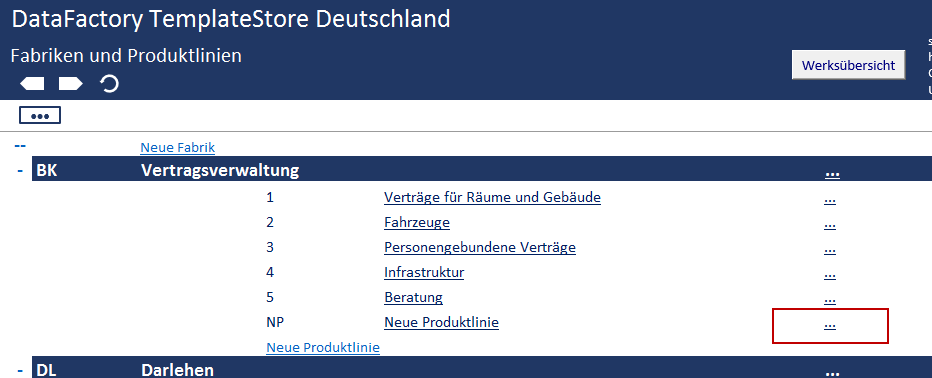 DataFactory TemplateStore Deutschland
Fabriken und Produktlinien
Werksübersicht
•••
-- Neue Fabrik
- BK Vertragsverwaltung ...
1 Verträge für Räume und Gebäude ...
2 Fahrzeuge ...
3 Personengebundene Verträge ...
4 Infrastruktur ...
5 Beratung ...
NP Neue Produktlinie ...
Neue Produktlinie
- DL Darlehen ...